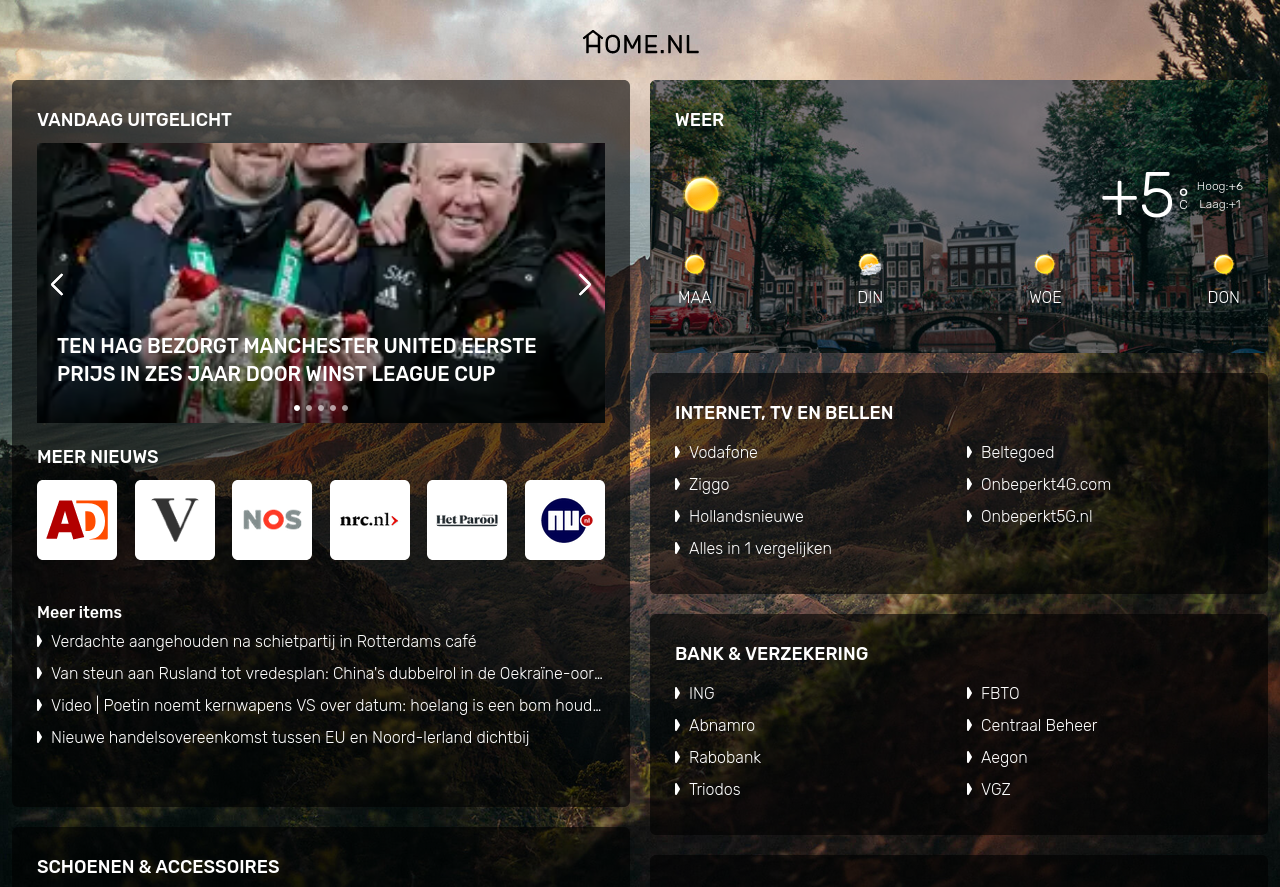 HOME.NL
VANDAAG UITGELICHT
SMC
TEN HAG BEZORGT MANCHESTER UNITED EERSTE
PRIJS IN ZES JAAR DOOR WINST LEAGUE CUP
MEER NIEUWS
AD
V
NOS
nrc.nl>
Het Parool
NU.nl
Meer items
Verdachte aangehouden na schietpartij in Rotterdams café
Van steun aan Rusland tot vredesplan: China's dubbelrol in de Oekraïne-oor...
Video | Poetin noemt kernwapens VS over datum: hoelang is een bom houd...
Nieuwe handelsovereenkomst tussen EU en Noord-Ierland dichtbij
SCHOENEN & ACCESSOIRES
WEER
+5 °C
Hoog:+6
Laag:+1
MAA
DIN
WOE
DON
INTERNET, TV EN BELLEN
Vodafone
Ziggo
Hollandsnieuwe
Alles in 1 vergelijken
Beltegoed
Onbeperkt4G.com
Onbeperkt5G.nl
BANK & VERZEKERING
ING
Abnamro
Rabobank
Triodos
FBTO
Centraal Beheer
Aegon
VGZ